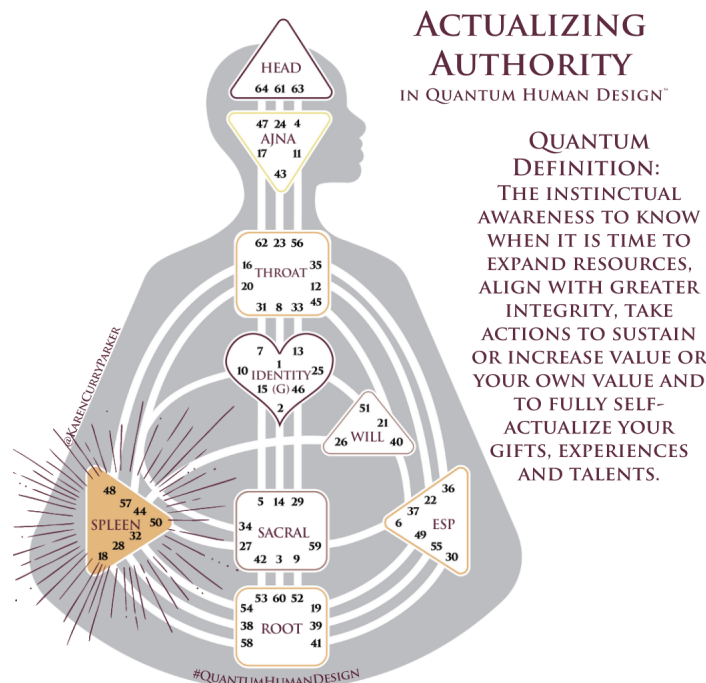 ACTUALIZING
AUTHORITY
IN QUANTUM HUMAN DESIGN™
QUANTUM
DEFINITION:
THE INSTINCTUAL
AWARENESS TO KNOW
WHEN IT IS TIME TO
EXPAND RESOURCES,
ALIGN WITH GREATER
INTEGRITY, TAKE
ACTIONS TO SUSTAIN
OR INCREASE VALUE OR
YOUR OWN VALUE AND
TO FULLY SELF-
ACTUALIZE YOUR
GIFTS, EXPERIENCES
AND TALENTS.
HEAD
64 61 63
47 24 4
AJNA
17 11
43
62 23 56
16 35
THROAT
20 12
45
31 8 33
7 13
1
10 IDENTITY 25
15 (G) 46
2
51
21
WILL
26 40
48
57
44
SPLEEN 50
32
28
18
5 14 29
34
SACRAL
27 59
42 3 9
36
22
37
6 ESP
49
55
30
53 60 52
54 19
38 ROOT 39
58 41
@KARENCURRYPARKER
#QUANTUMHUMANDESIGN